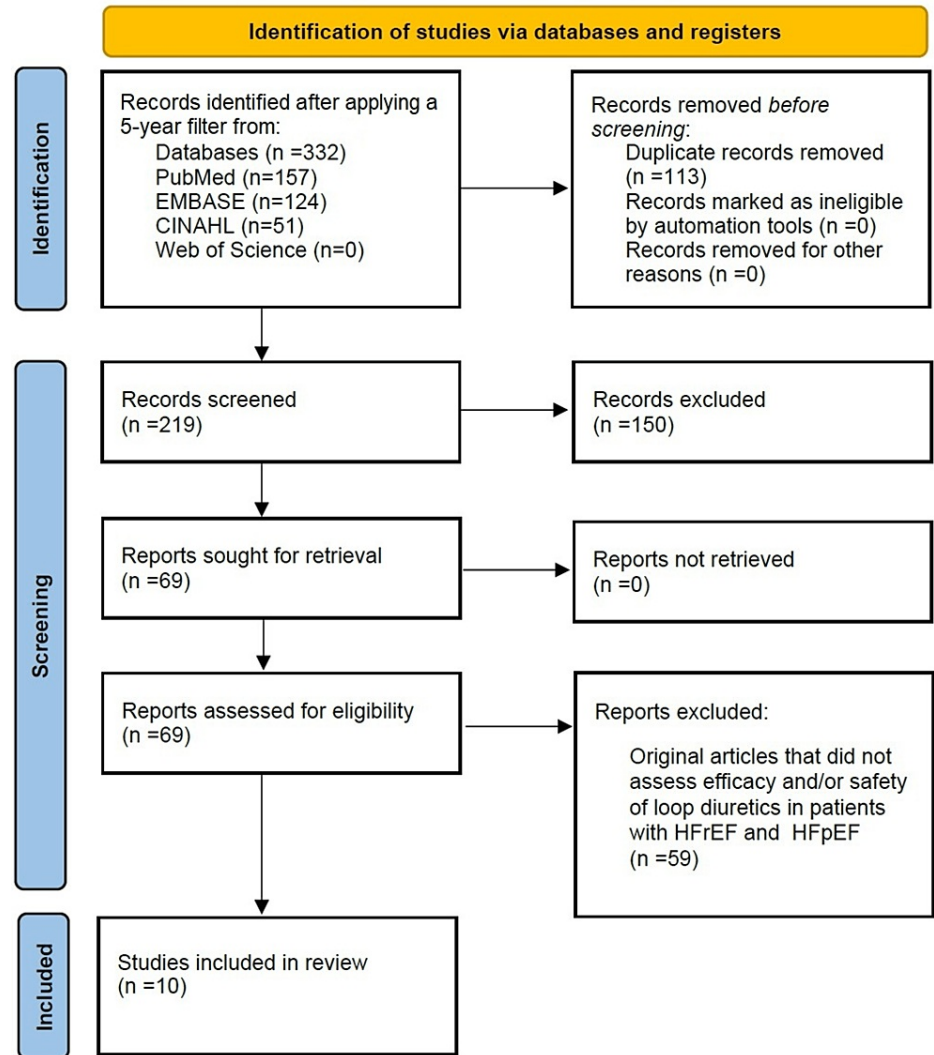 Identification of studies via databases and registers
Identification
Records identified after applying a
5-year filter from:
Databases (n =332)
PubMed (n=157)
EMBASE (n=124)
CINAHL (n=51)
Web of Science (n=0)
Records removed before
screening:
Duplicate records removed
(n =113)
Records marked as ineligible
by automation tools (n =0)
Records removed for other
reasons (n =0)
Screening
Records screened
(n =219)
Records excluded
(n =150)
Reports sought for retrieval
(n =69)
Reports not retrieved
(n =0)
Reports assessed for eligibility
(n =69)
Reports excluded:
Original articles that did not
assess efficacy and/or safety
of loop diuretics in patients
with HFrEF and HFpEF
(n =59)
Included
Studies included in review
(n =10)